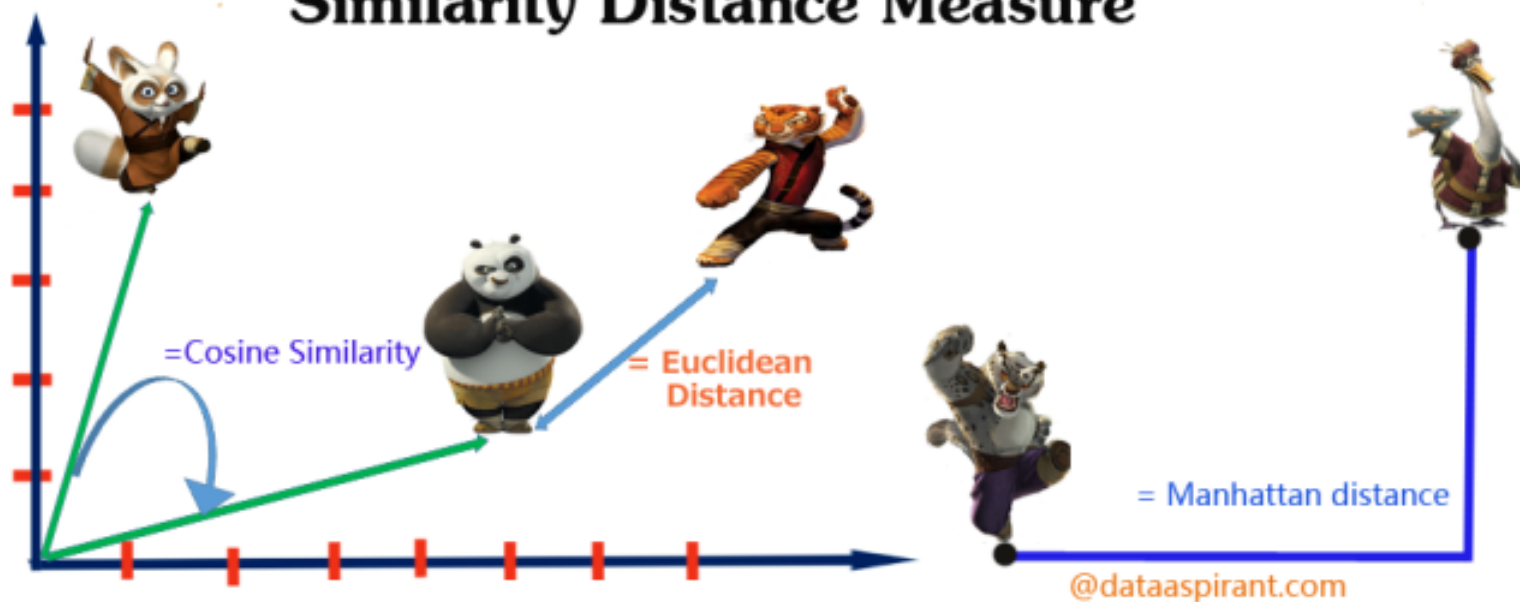 Similarity Distance Measure
=Cosine Similarity
= Euclidean
Distance
= Manhattan distance
@dataaspirant.com